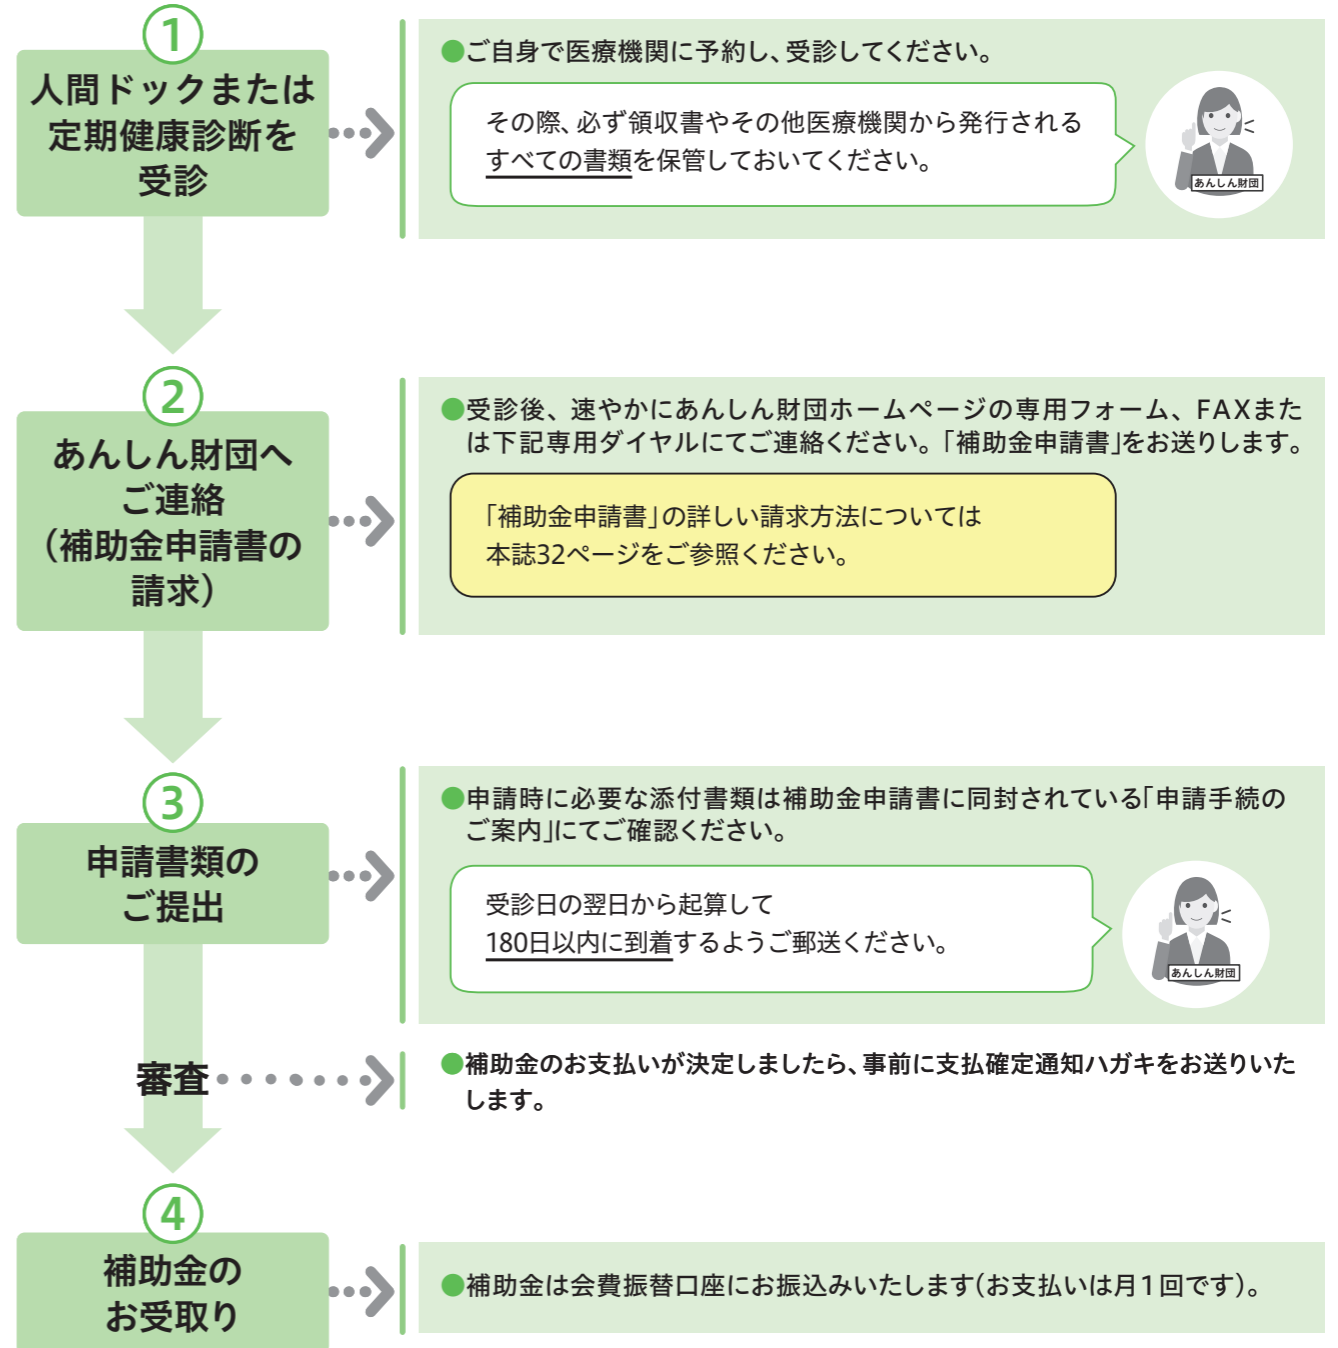 ①
人間ドックまたは
定期健康診断を
受診
●ご自身で医療機関に予約し、受診してください。
その際、必ず領収書やその他医療機関から発行される
すべての書類を保管しておいてください。
あんしん財団
②
あんしん財団へ
ご連絡
（補助金申請書の
請求）
●受診後、速やかにあんしん財団ホームページの専用フォーム、FAXまた
は下記専用ダイヤルにてご連絡ください。「補助金申請書」をお送りします。
「補助金申請書」の詳しい請求方法については
本誌32ページをご参照ください。
③
申請書類の
ご提出
●申請時に必要な添付書類は補助金申請書に同封されている「申請手続の
ご案内」にてご確認ください。
受診日の翌日から起算して
180日以内に到着するようご郵送ください。
あんしん財団
審査
●補助金のお支払いが決定しましたら、事前に支払確定通知ハガキをお送りいた
します。
④
補助金の
お受取り
●補助金は会費振替口座にお振込みいたします（お支払いは月1回です）。